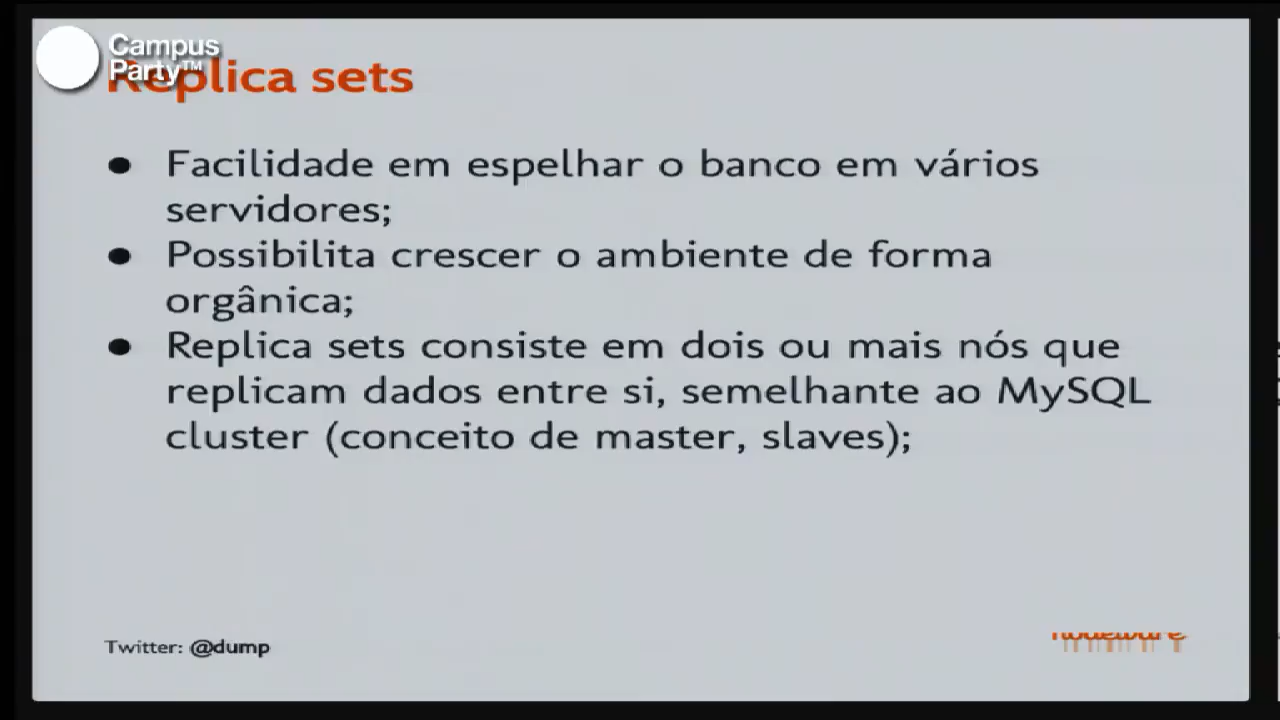 Campus
Party™
Replica sets
● Facilidade em espelhar o banco em vários
servidores;
● Possibilita crescer o ambiente de forma
orgânica;
● Replica sets consiste em dois ou mais nós que
replicam dados entre si, semelhante ao MySQL
cluster (conceito de master, slaves);
Twitter: @dump